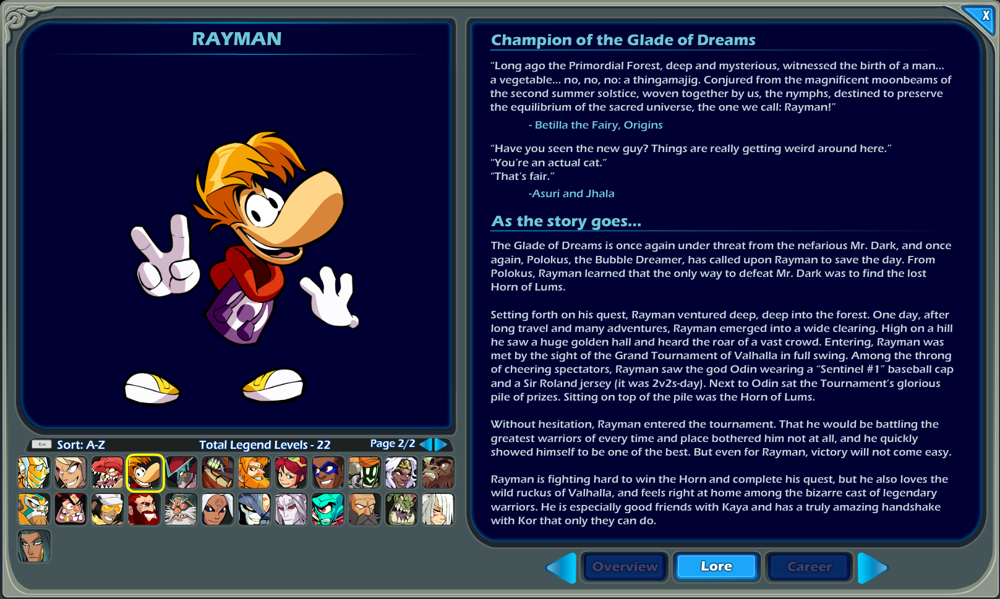 RAYMAN
X
Champion of the Glade of Dreams
“Long ago the Primordial Forest, deep and mysterious, witnessed the birth of a man...
a vegetable... no, no, no: a thingamajig. Conjured from the magnificent moonbeams of
the second summer solstice, woven together by us, the nymphs, destined to preserve
the equilibrium of the sacred universe, the one we call: Rayman!”
- Betilla the Fairy, Origins
“Have you seen the new guy? Things are really getting weird around here.”
“You’re an actual cat.”
“That’s fair.”
-Asuri and Jhala
As the story goes...
The Glade of Dreams is once again under threat from the nefarious Mr. Dark, and once
again, Polokus, the Bubble Dreamer, has called upon Rayman to save the day. From
Polokus, Rayman learned that the only way to defeat Mr. Dark was to find the lost
Horn of Lums.
Setting forth on his quest, Rayman ventured deep, deep into the forest. One day, after
long travel and many adventures, Rayman emerged into a wide clearing. High on a hill
he saw a huge golden hall and heard the roar of a vast crowd. Entering, Rayman was
met by the sight of the Grand Tournament of Valhalla in full swing. Among the throng
of cheering spectators, Rayman saw the god Odin wearing a “Sentinel #1” baseball cap
and a Sir Roland jersey (it was 2v2s-day). Next to Odin sat the Tournament’s glorious
pile of prizes. Sitting on top of the pile was the Horn of Lums.
Without hesitation, Rayman entered the tournament. That he would be battling the
greatest warriors of every time and place bothered him not at all, and he quickly
showed himself to be one of the best. But even for Rayman, victory will not come easy.
Rayman is fighting hard to win the Horn and complete his quest, but he also loves the
wild ruckus of Valhalla, and feels right at home among the bizarre cast of legendary
warriors. He is especially good friends with Kaya and has a truly amazing handshake
with Kor that only they can do.
Ent
Sort: A-Z
Total Legend Levels - 22
Page 2/2
Overview
Lore
Career